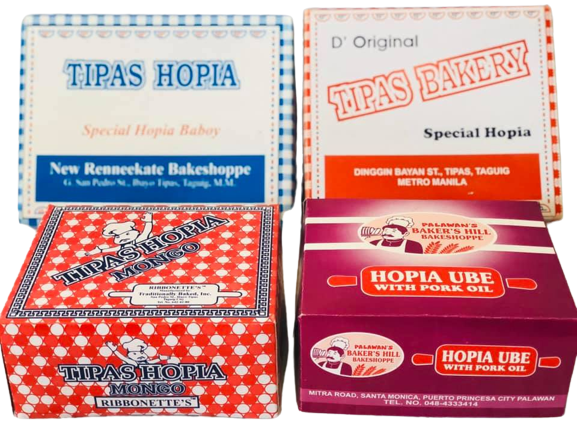 TIPAS HOPIA
Special Hopia Baboy
New Renneekate Bakeshoppe
G. San Pedro St., Ibayo Tipas, Taguig, M.M.
D' Original
TIPAS BAKERY
Special Hopia
DINGGIN BAYAN ST., TIPAS, TAGUIG
METRO MANILA
TIPAS HOPIA
MONGO
RIBBONETTE'S
Traditionally Baked, Inc.
TIPAS HOPIA
MONGO
RIBBONETTE'S
PALAWAN'S
BAKER'S HILL
BAKESHOPPE
HOPIA UBE
WITH PORK OIL
PALAWAN'S
BAKER'S HILL
BAKESHOPPE
HOPIA UBE
WITH PORK OIL
MITRA ROAD, SANTA MONICA, PUERTO PRINCESA CITY PALAWAN
TEL. NO. 048-4333414